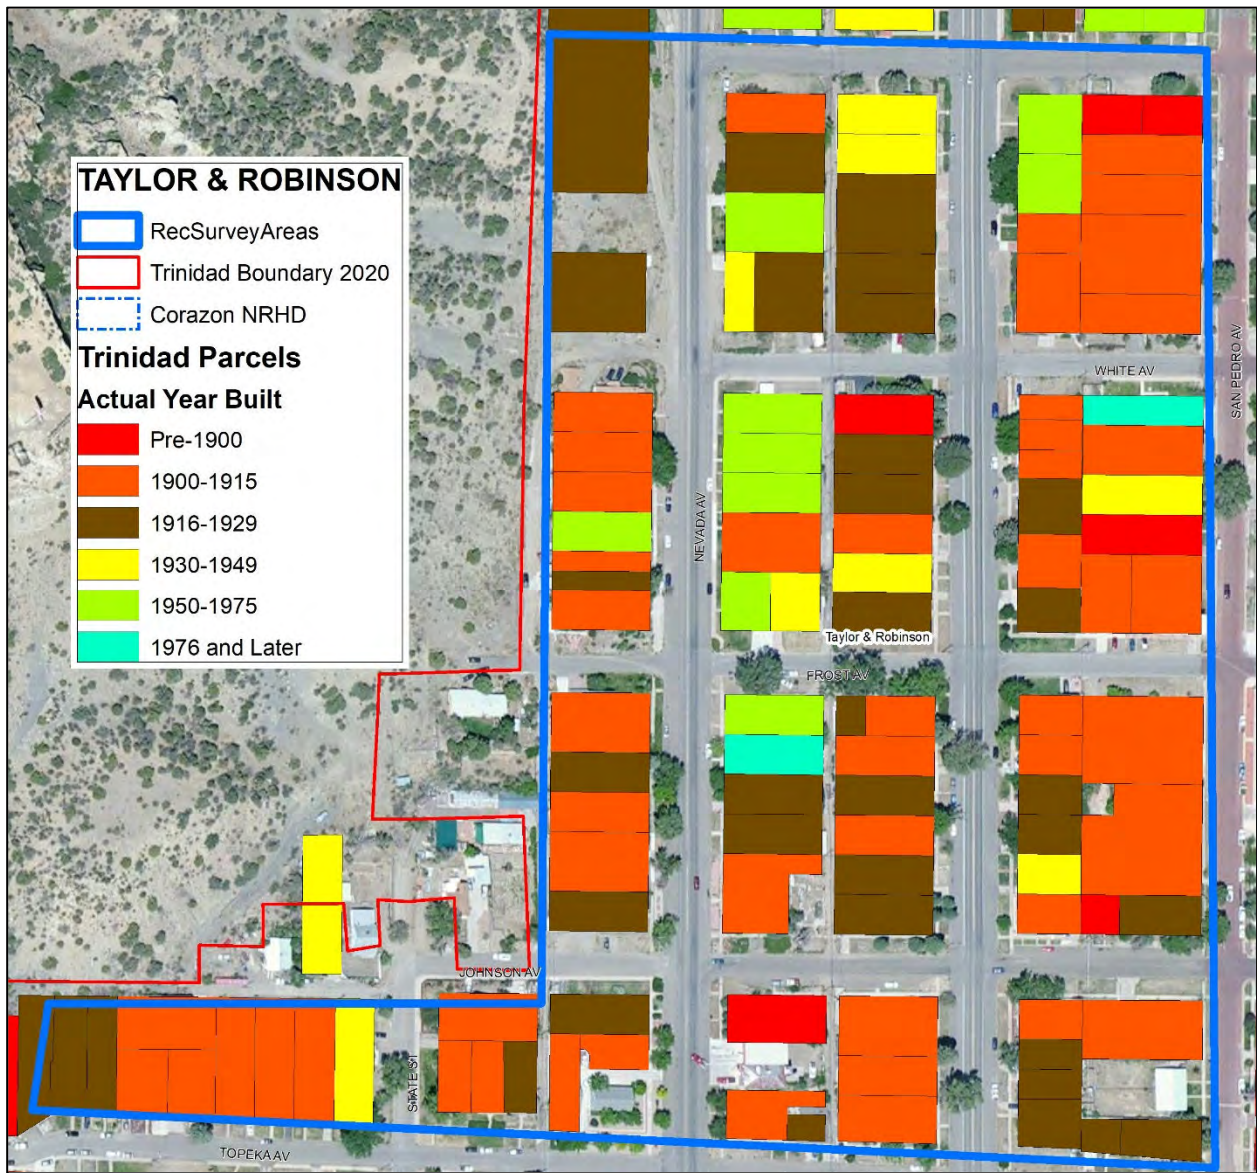 TAYLOR & ROBINSON
RecSurveyAreas
Trinidad Boundary 2020
Corazon NRHD
Trinidad Parcels
Actual Year Built
Pre-1900
1900-1915
1916-1929
1930-1949
1950-1975
1976 and Later
WHITE AV
SAN PEDRO AV
NEVADA AV
Taylor & Robinson
FROST AV
JOHNSON AV
STATE ST
TOPEKA AV